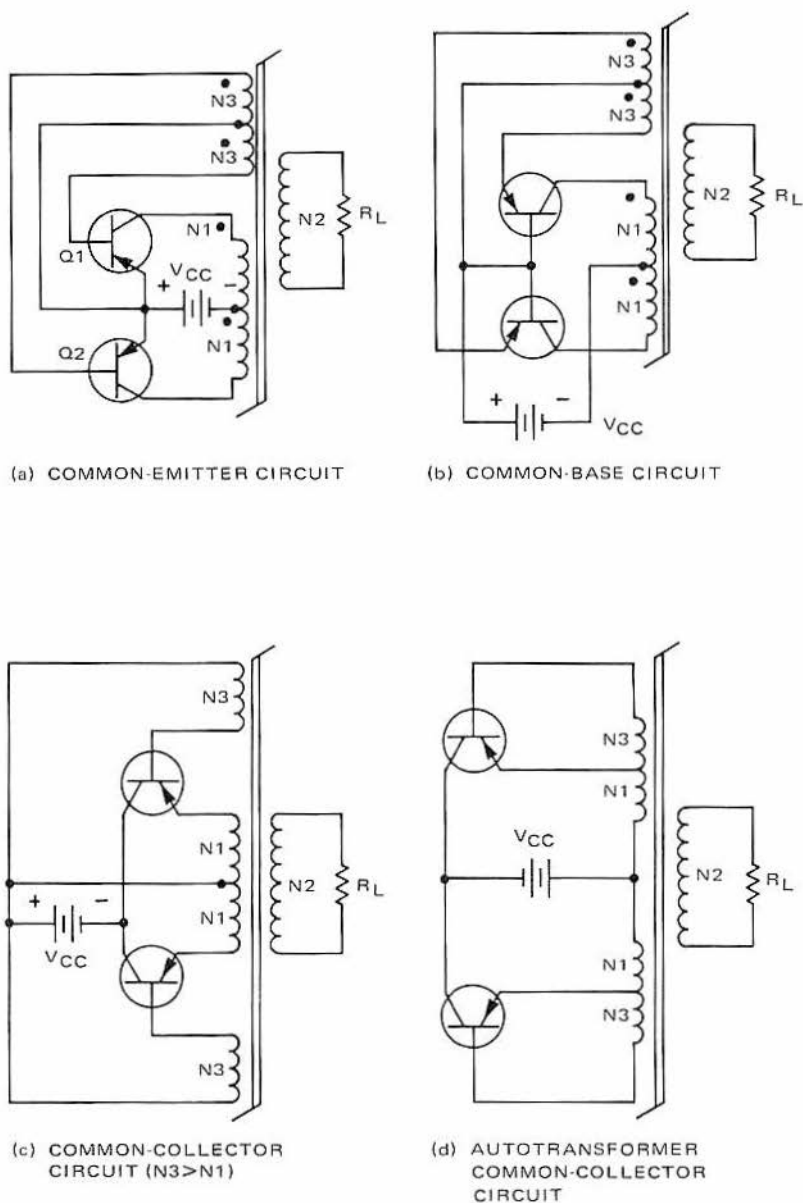 N3
N3
Q1
N1
VCC
+ −
N1
Q2
N2
RL
(a) COMMON-EMITTER CIRCUIT
N3
N3
N1
N1
N2
RL
+ −
VCC
(b) COMMON-BASE CIRCUIT
N3
N1
N1
+ −
VCC
N3
N2
RL
(c) COMMON-COLLECTOR
CIRCUIT (N3>N1)
N3
N1
VCC
N1
N3
N2
RL
(d) AUTOTRANSFORMER
COMMON-COLLECTOR
CIRCUIT